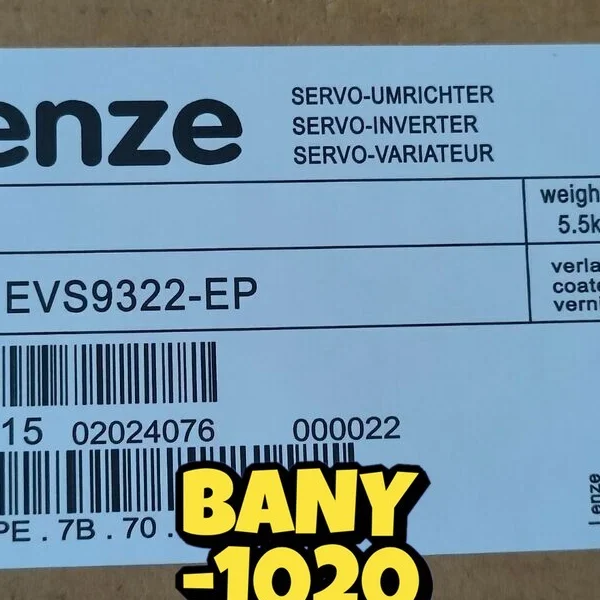 enze
SERVO-UMRICHTER
SERVO-INVERTER
SERVO-VARIATEUR
weigh
5.5k
EVS9322-EP
verla
coate
verni
15 02024076 000022
PE . 7B . 70 .
enze
BANY
-1020